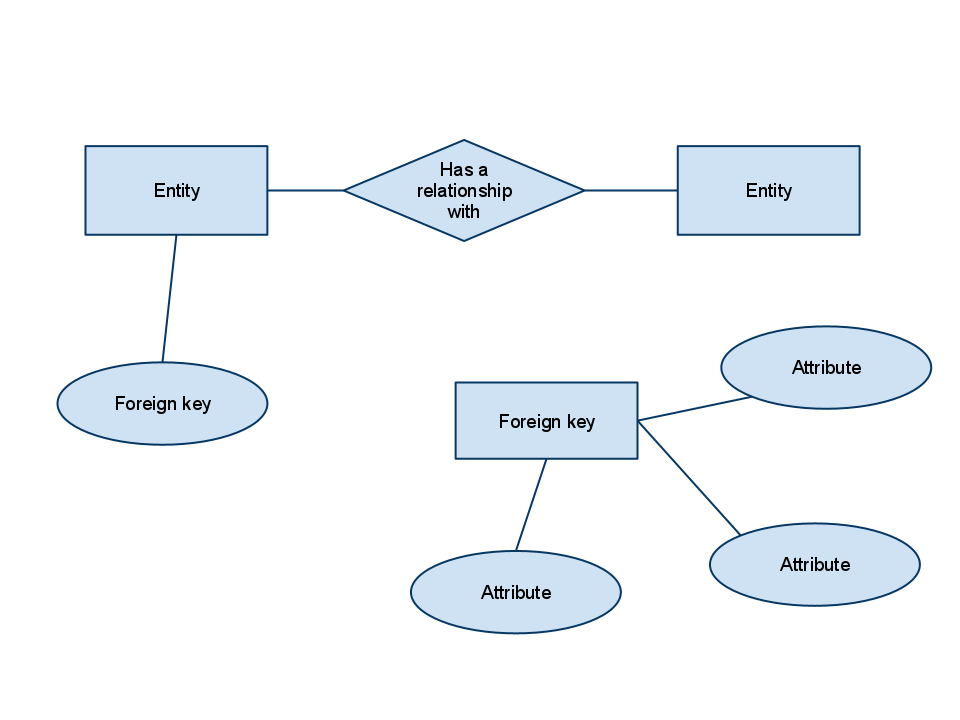 Entity
Has a
relationship
with
Entity
Foreign key
Attribute
Foreign key
Attribute
Attribute